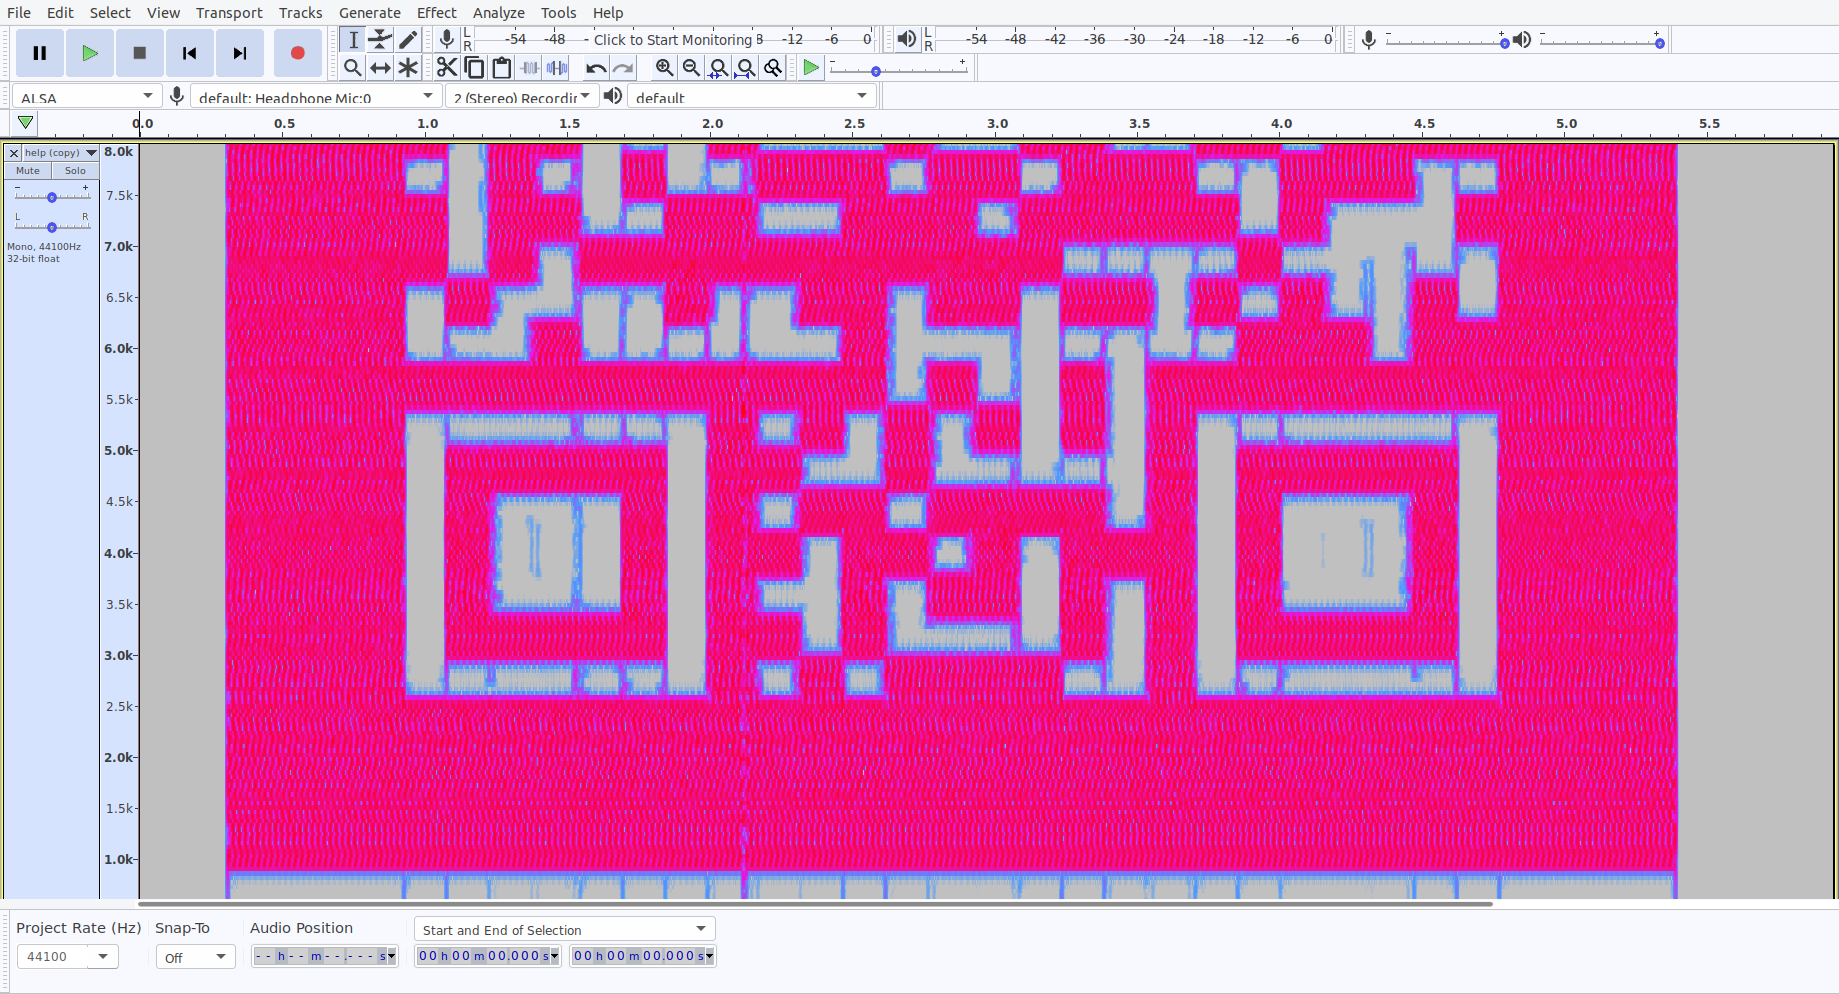 File Edit Select View Transport Tracks Generate Effect Analyze Tools Help
L R -54 -48 - Click to Start Monitoring -12 -6 0 L R -54 -48 -42 -36 -30 -24 -18 -12 -6 0 - + - +
- +
ALSA default: Headphone Mic:0 2 (Stereo) Recordin default
0.0 0.5 1.0 1.5 2.0 2.5 3.0 3.5 4.0 4.5 5.0 5.5
× help (copy) 8.0k
Mute Solo
- + 7.5k
L R
Mono, 44100Hz 7.0k
32-bit float
6.5k
6.0k
5.5k
5.0k
4.5k
4.0k
3.5k
3.0k
2.5k
2.0k
1.5k
1.0k
Project Rate (Hz) Snap-To Audio Position Start and End of Selection
44100 Off -- h -- m --.--- s 00 h 00 m 00.000 s 00 h 00 m 00.000 s